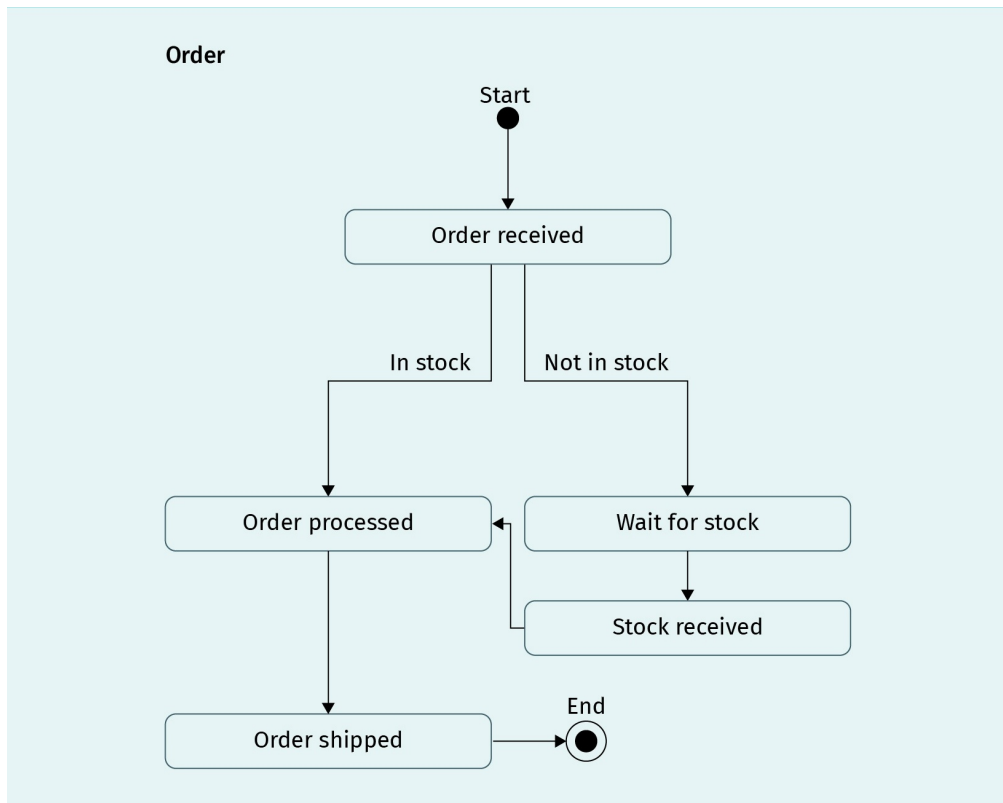 Order
Start
Order received
In stock
Not in stock
Order processed
Wait for stock
Stock received
End
Order shipped